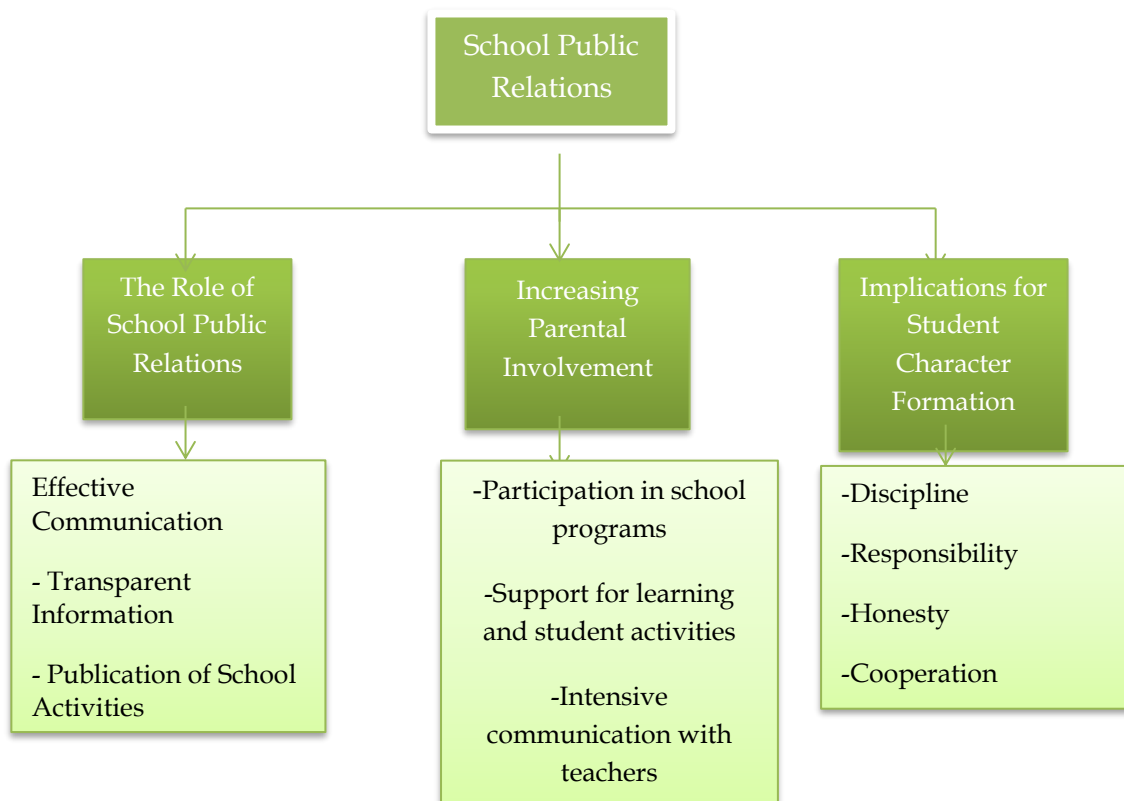 School Public
Relations
The Role of
School Public
Relations
Increasing
Parental
Involvement
Implications for
Student
Character
Formation
Effective
Communication
- Transparent
Information
- Publication of School
Activities
-Participation in school
programs
-Support for learning
and student activities
-Intensive
communication with
teachers
-Discipline
-Responsibility
-Honesty
-Cooperation